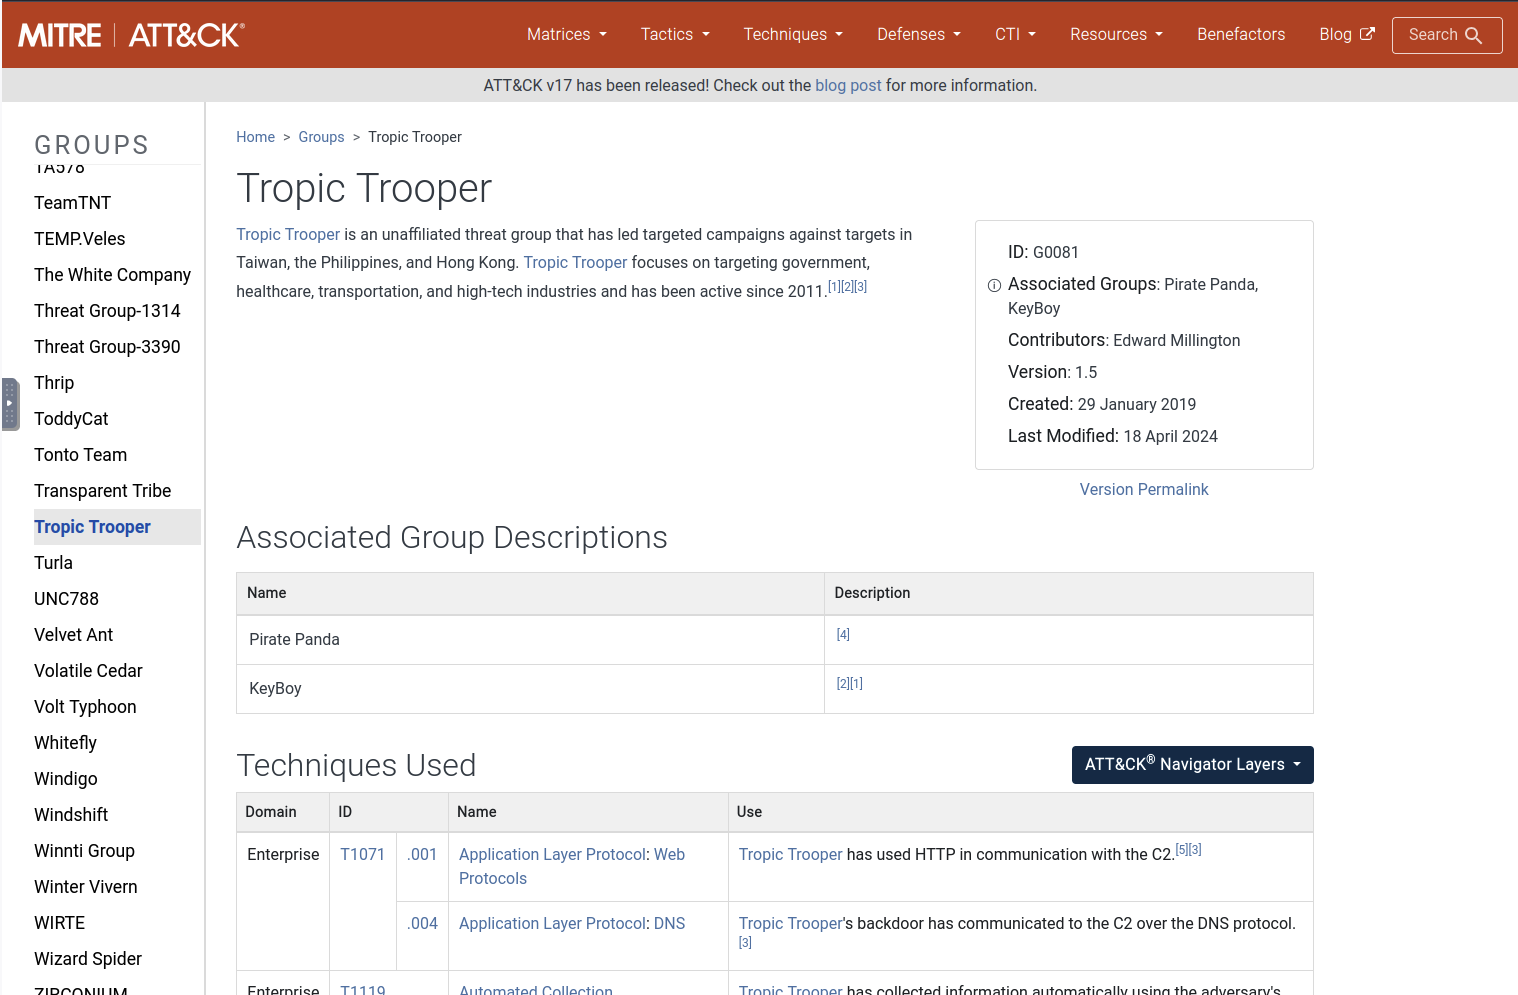 MITRE | ATT&CK®
Matrices Tactics Techniques Defenses CTI Resources Benefactors Blog Search
ATT&CK v17 has been released! Check out the blog post for more information.
GROUPS
TA578
TeamTNT
TEMP.Veles
The White Company
Threat Group-1314
Threat Group-3390
Thrip
ToddyCat
Tonto Team
Transparent Tribe
Tropic Trooper
Turla
UNC788
Velvet Ant
Volatile Cedar
Volt Typhoon
Whitefly
Windigo
Windshift
Winnti Group
Winter Vivern
WIRTE
Wizard Spider
ZIRCONIUM
Home > Groups > Tropic Trooper
Tropic Trooper
Tropic Trooper is an unaffiliated threat group that has led targeted campaigns against targets in
Taiwan, the Philippines, and Hong Kong. Tropic Trooper focuses on targeting government,
healthcare, transportation, and high-tech industries and has been active since 2011.[1][2][3]
ID: G0081
Associated Groups: Pirate Panda,
KeyBoy
Contributors: Edward Millington
Version: 1.5
Created: 29 January 2019
Last Modified: 18 April 2024
Version Permalink
Associated Group Descriptions
Name Description
Pirate Panda [4]
KeyBoy [2][1]
Techniques Used
ATT&CK® Navigator Layers
Domain ID Name Use
Enterprise T1071 .001 Application Layer Protocol: Web Tropic Trooper has used HTTP in communication with the C2.[5][3]
Protocols
.004 Application Layer Protocol: DNS Tropic Trooper's backdoor has communicated to the C2 over the DNS protocol.
[3]
Enterprise T1119 Automated Collection Tropic Trooper has collected information automatically using the adversary's